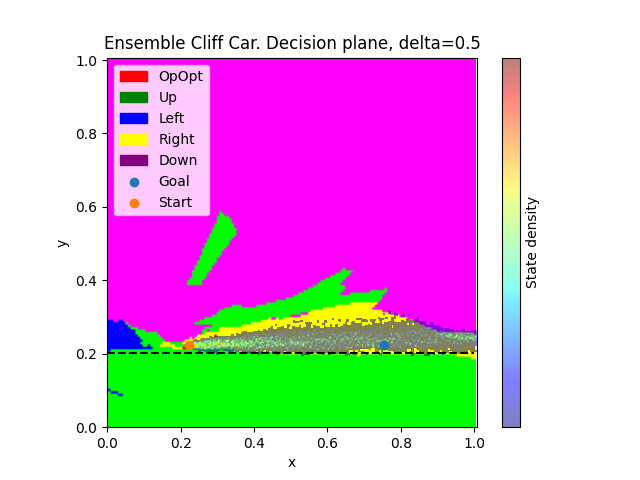 Ensemble Cliff Car. Decision plane, delta=0.5
1.0
0.8
0.6
0.4
0.2
0.0
y
OpOpt
Up
Left
Right
Down
Goal
Start
0.0 0.2 0.4 0.6 0.8 1.0
x
State density